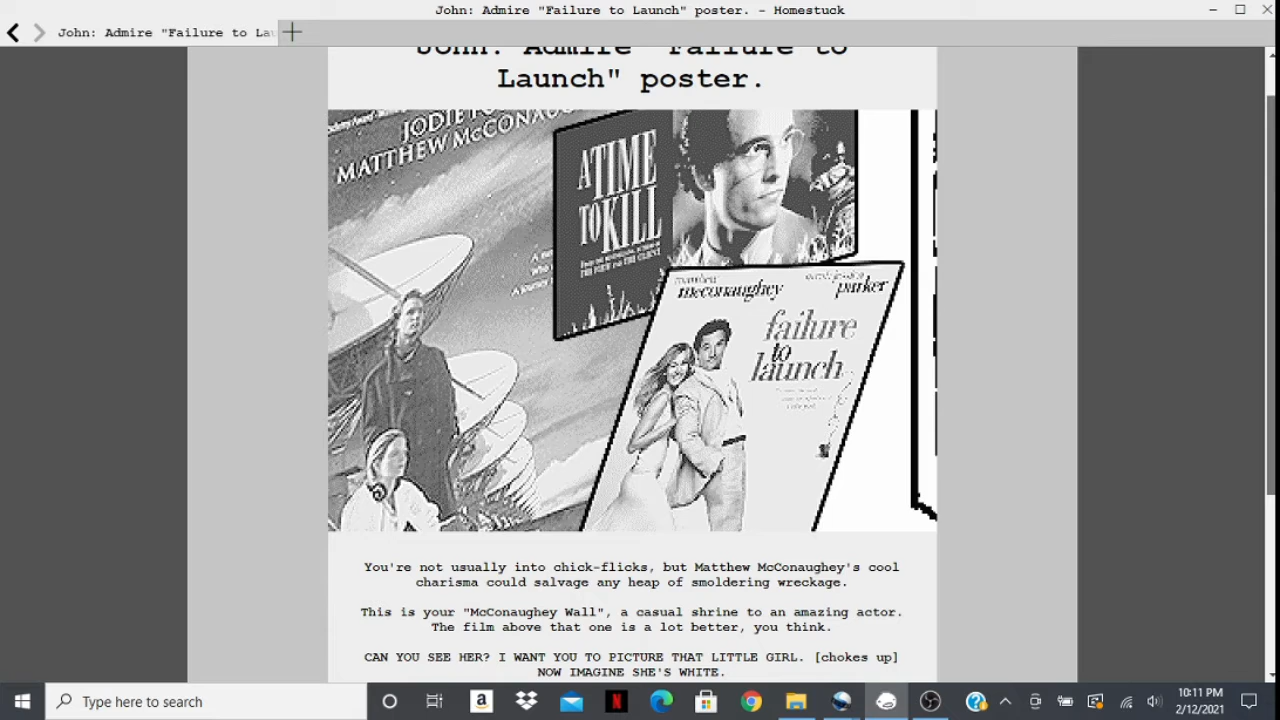 John: Admire "Failure to Launch" poster. - Homestuck
John: Admire "Failure to Lau
John: Admire "Failure to
Launch" poster.
JODIE
MATTHEW McCONAUG
A TIME
TO KILL
matthew
mcconaughey
sarah jessica
parker
failure
to
launch
You're not usually into chick-flicks, but Matthew McConaughey's cool
charisma could salvage any heap of smoldering wreckage.
This is your "McConaughey Wall", a casual shrine to an amazing actor.
The film above that one is a lot better, you think.
CAN YOU SEE HER? I WANT YOU TO PICTURE THAT LITTLE GIRL. [chokes up]
NOW IMAGINE SHE'S WHITE.
Type here to search
10:11 PM
2/12/2021